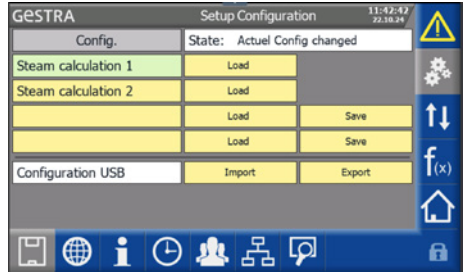 GESTRA Setup Configuration 11:42:42
22.10.24
Config. State: Actuel Config changed
Steam calculation 1 Load
Steam calculation 2 Load
Load Save
Load Save
Configuration USB Import Export
f(x)